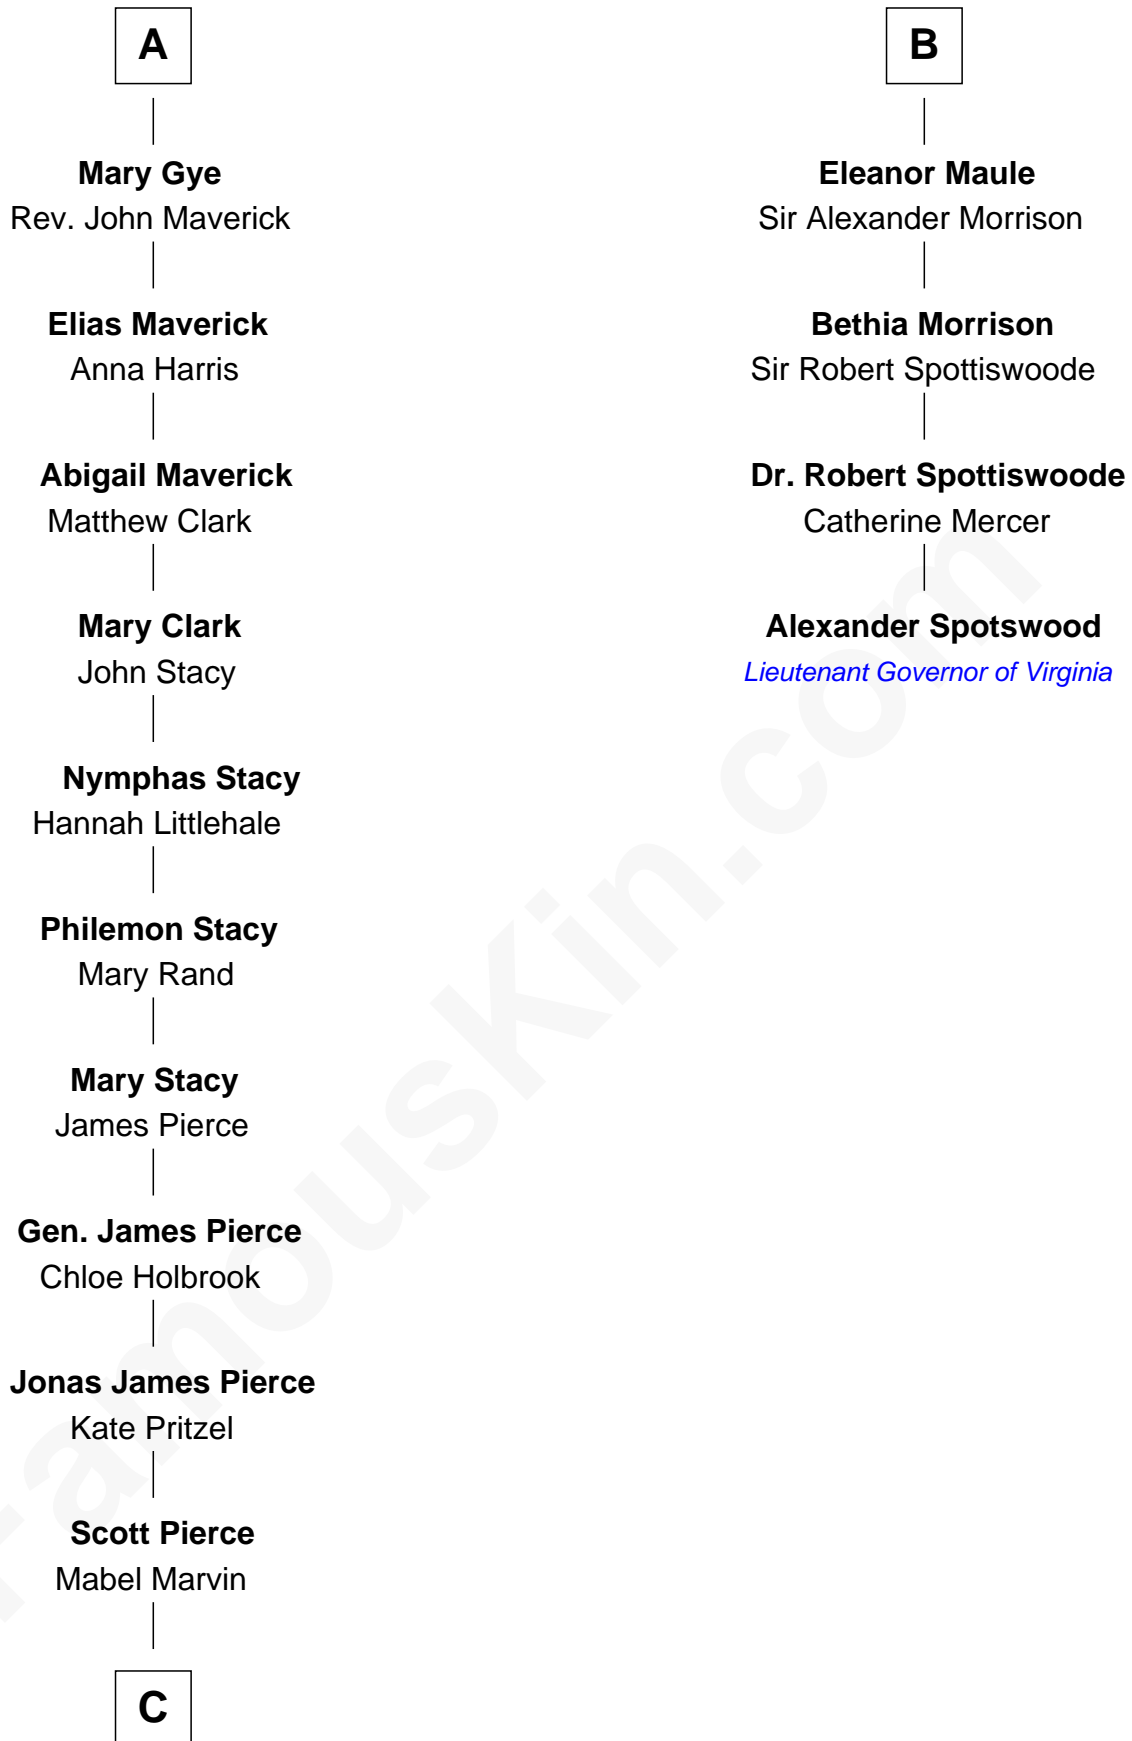 A
Mary Gye
Rev. John Maverick
Elias Maverick
Anna Harris
Abigail Maverick
Matthew Clark
Mary Clark
John Stacy
Nymphas Stacy
Hannah Littlehale
Philemon Stacy
Mary Rand
Mary Stacy
James Pierce
Gen. James Pierce
Chloe Holbrook
Jonas James Pierce
Kate Pritzel
Scott Pierce
Mabel Marvin
C
B
Eleanor Maule
Sir Alexander Morrison
Bethia Morrison
Sir Robert Spottiswoode
Dr. Robert Spottiswoode
Catherine Mercer
Alexander Spotswood
Lieutenant Governor of Virginia
FamousKin.com